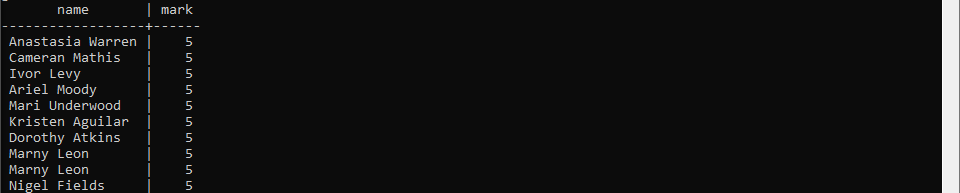 name | mark
------------------+------
Anastasia Warren | 5
Cameran Mathis | 5
Ivor Levy | 5
Ariel Moody | 5
Mari Underwood | 5
Kristen Aguilar | 5
Dorothy Atkins | 5
Marny Leon | 5
Marny Leon | 5
Nigel Fields | 5